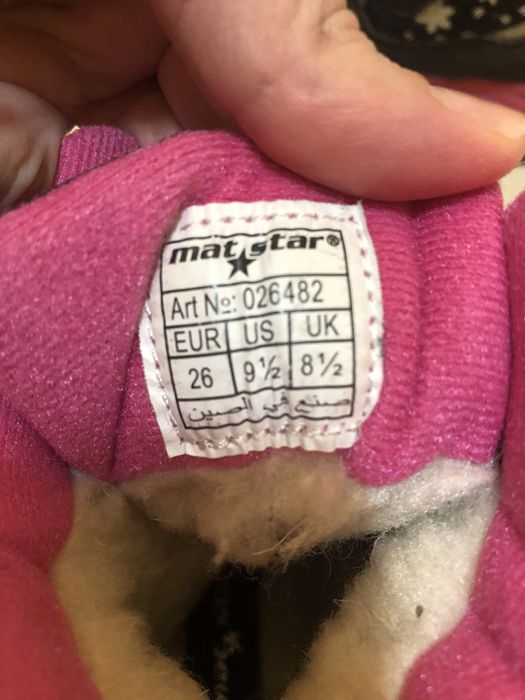 mat star®
Art №: 026482
EUR US UK
26 9½ 8½
صنع في الصين